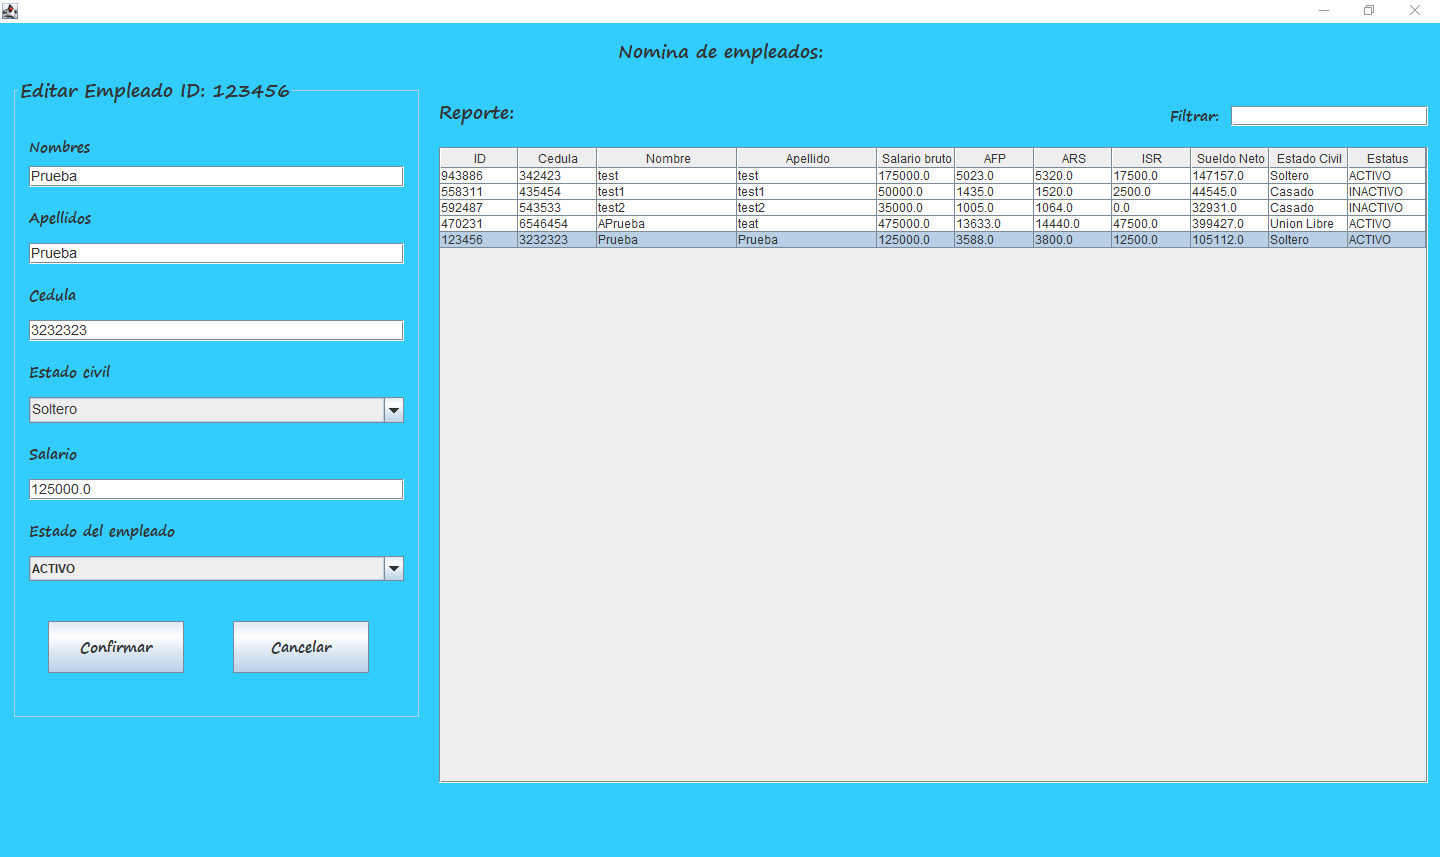 Nomina de empleados:
Editar Empleado ID: 123456
Nombres
Prueba
Apellidos
Prueba
Cedula
3232323
Estado civil
Soltero
Salario
125000.0
Estado del empleado
ACTIVO
Confirmar Cancelar
Reporte: Filtrar:
ID Cedula Nombre Apellido Salario bruto AFP ARS ISR Sueldo Neto Estado Civil Estatus
943886 342423 test test 175000.0 5023.0 5320.0 17500.0 147157.0 Soltero ACTIVO
558311 435454 test1 test1 50000.0 1435.0 1520.0 2500.0 44545.0 Casado INACTIVO
592487 543533 test2 test2 35000.0 1005.0 1064.0 0.0 32931.0 Casado INACTIVO
470231 6546454 APrueba teat 475000.0 13633.0 14440.0 47500.0 399427.0 Union Libre ACTIVO
123456 3232323 Prueba Prueba 125000.0 3588.0 3800.0 12500.0 105112.0 Soltero ACTIVO